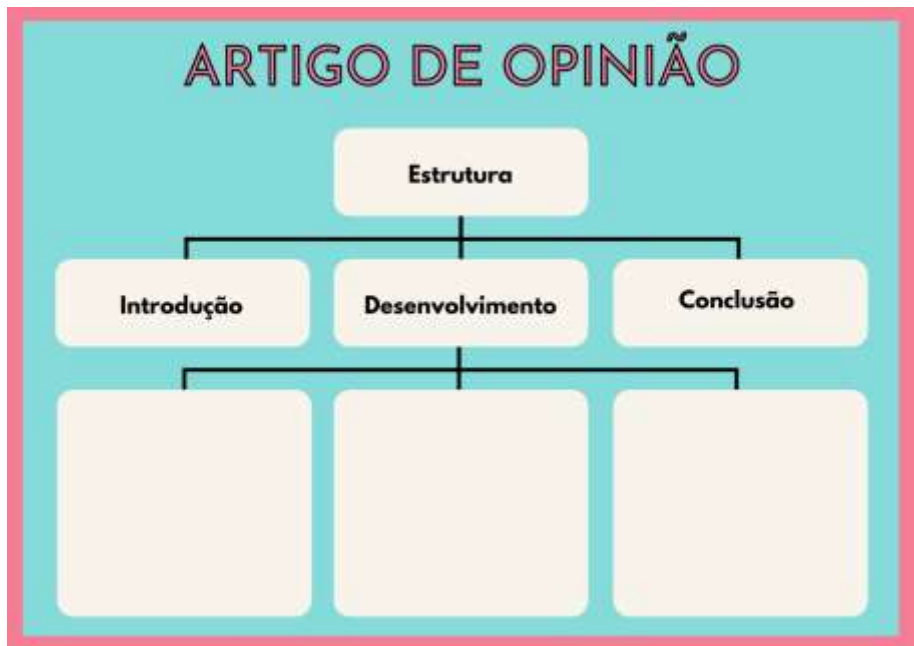 ARTIGO DE OPINIÃO
Estrutura
Introdução
Desenvolvimento
Conclusão